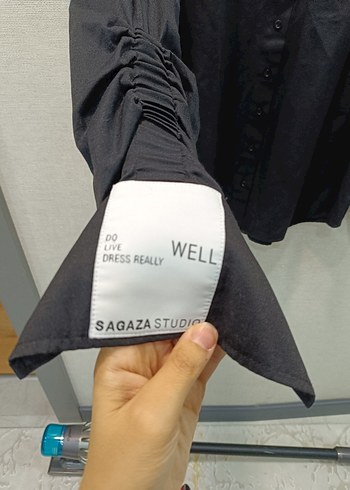 DO
LIVE
DRESS REALLY
WELL
SAGAZA STUDIO